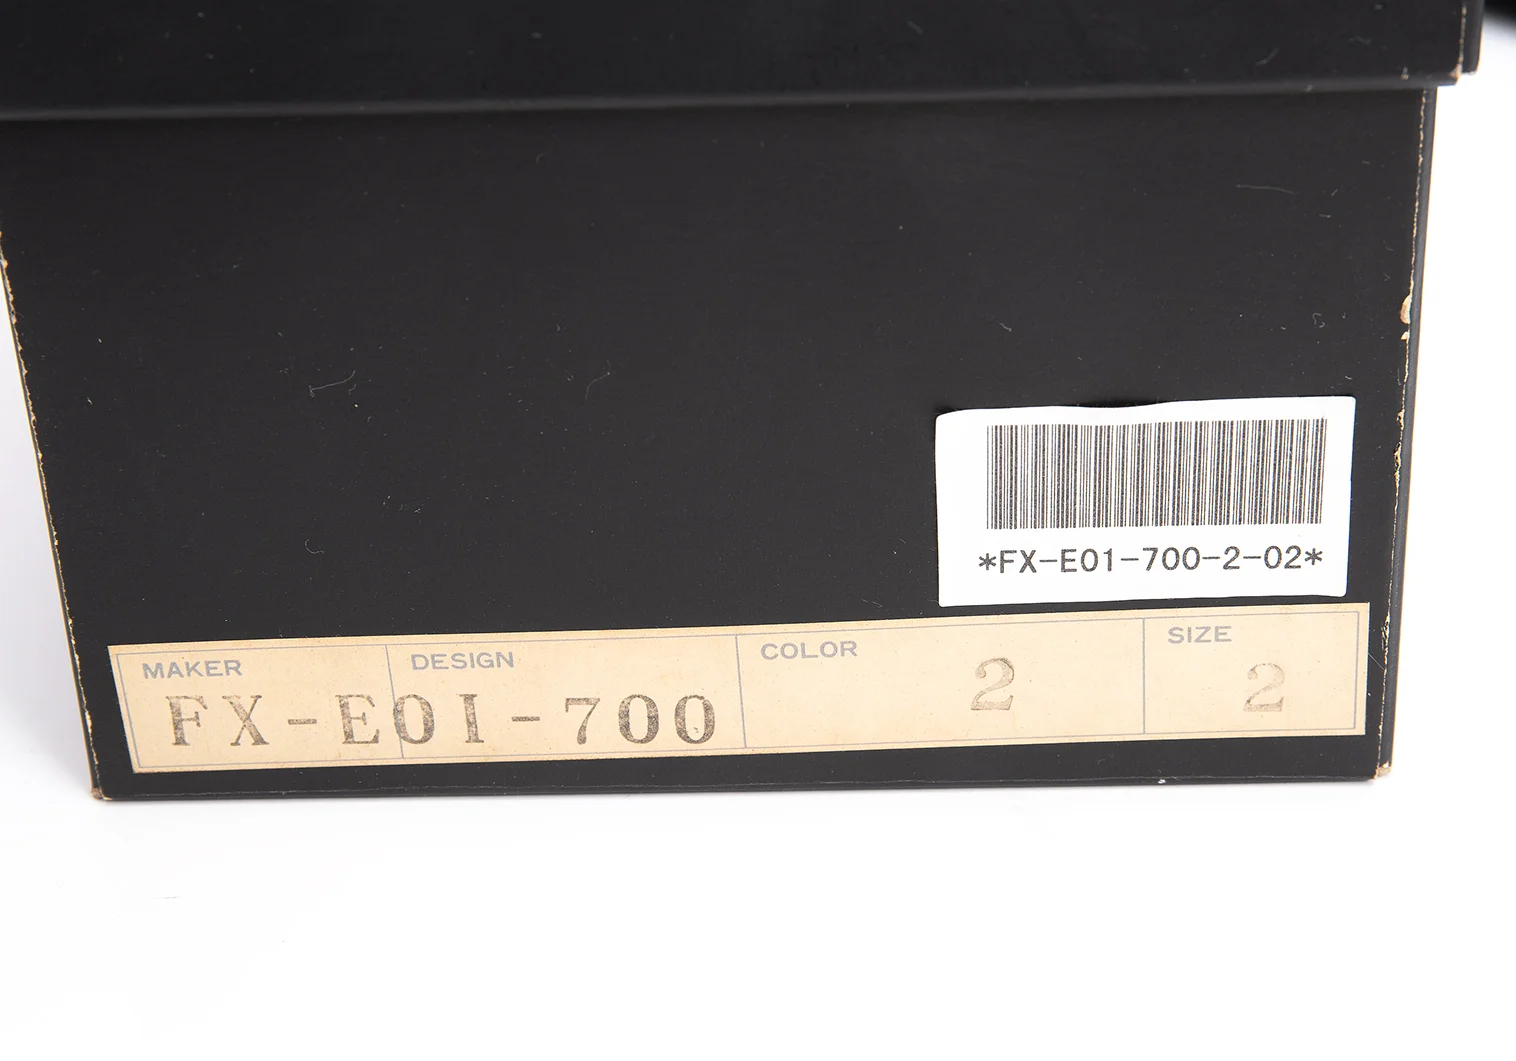 *FX-E01-700-2-02*
MAKER DESIGN COLOR SIZE
FX-E01-700 2 2